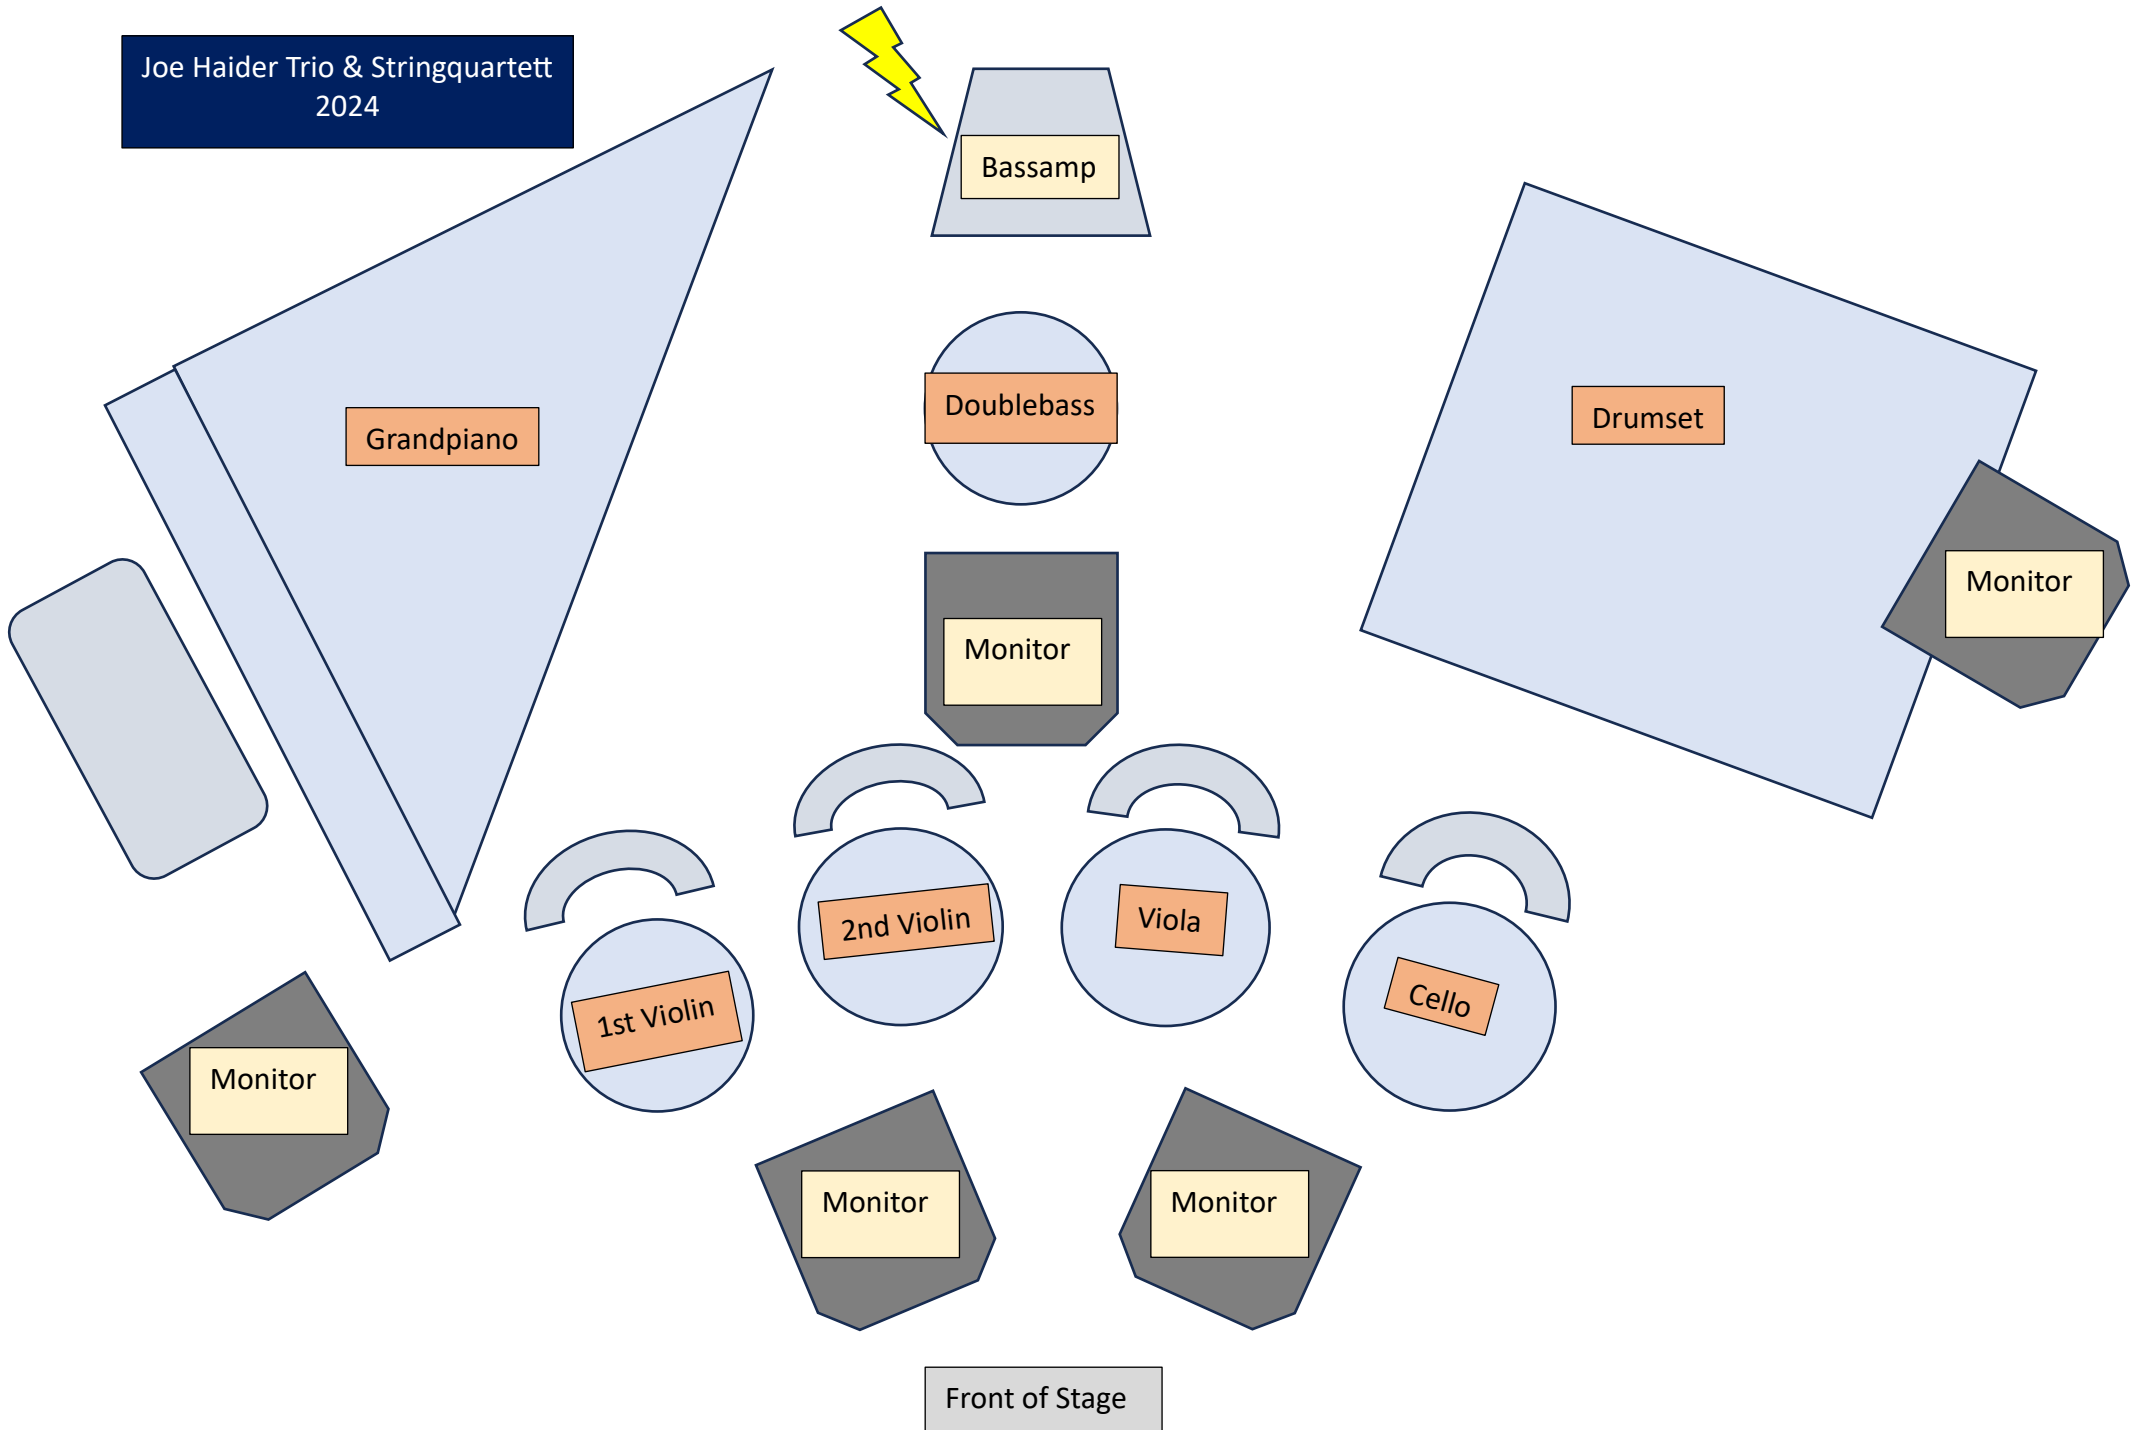 Joe Haider Trio & Stringquartett
2024
Bassamp
Doublebass
Drumset
Grandpiano
Monitor
Monitor
2nd Violin
Viola
Cello
1st Violin
Monitor
Monitor
Monitor
Front of Stage